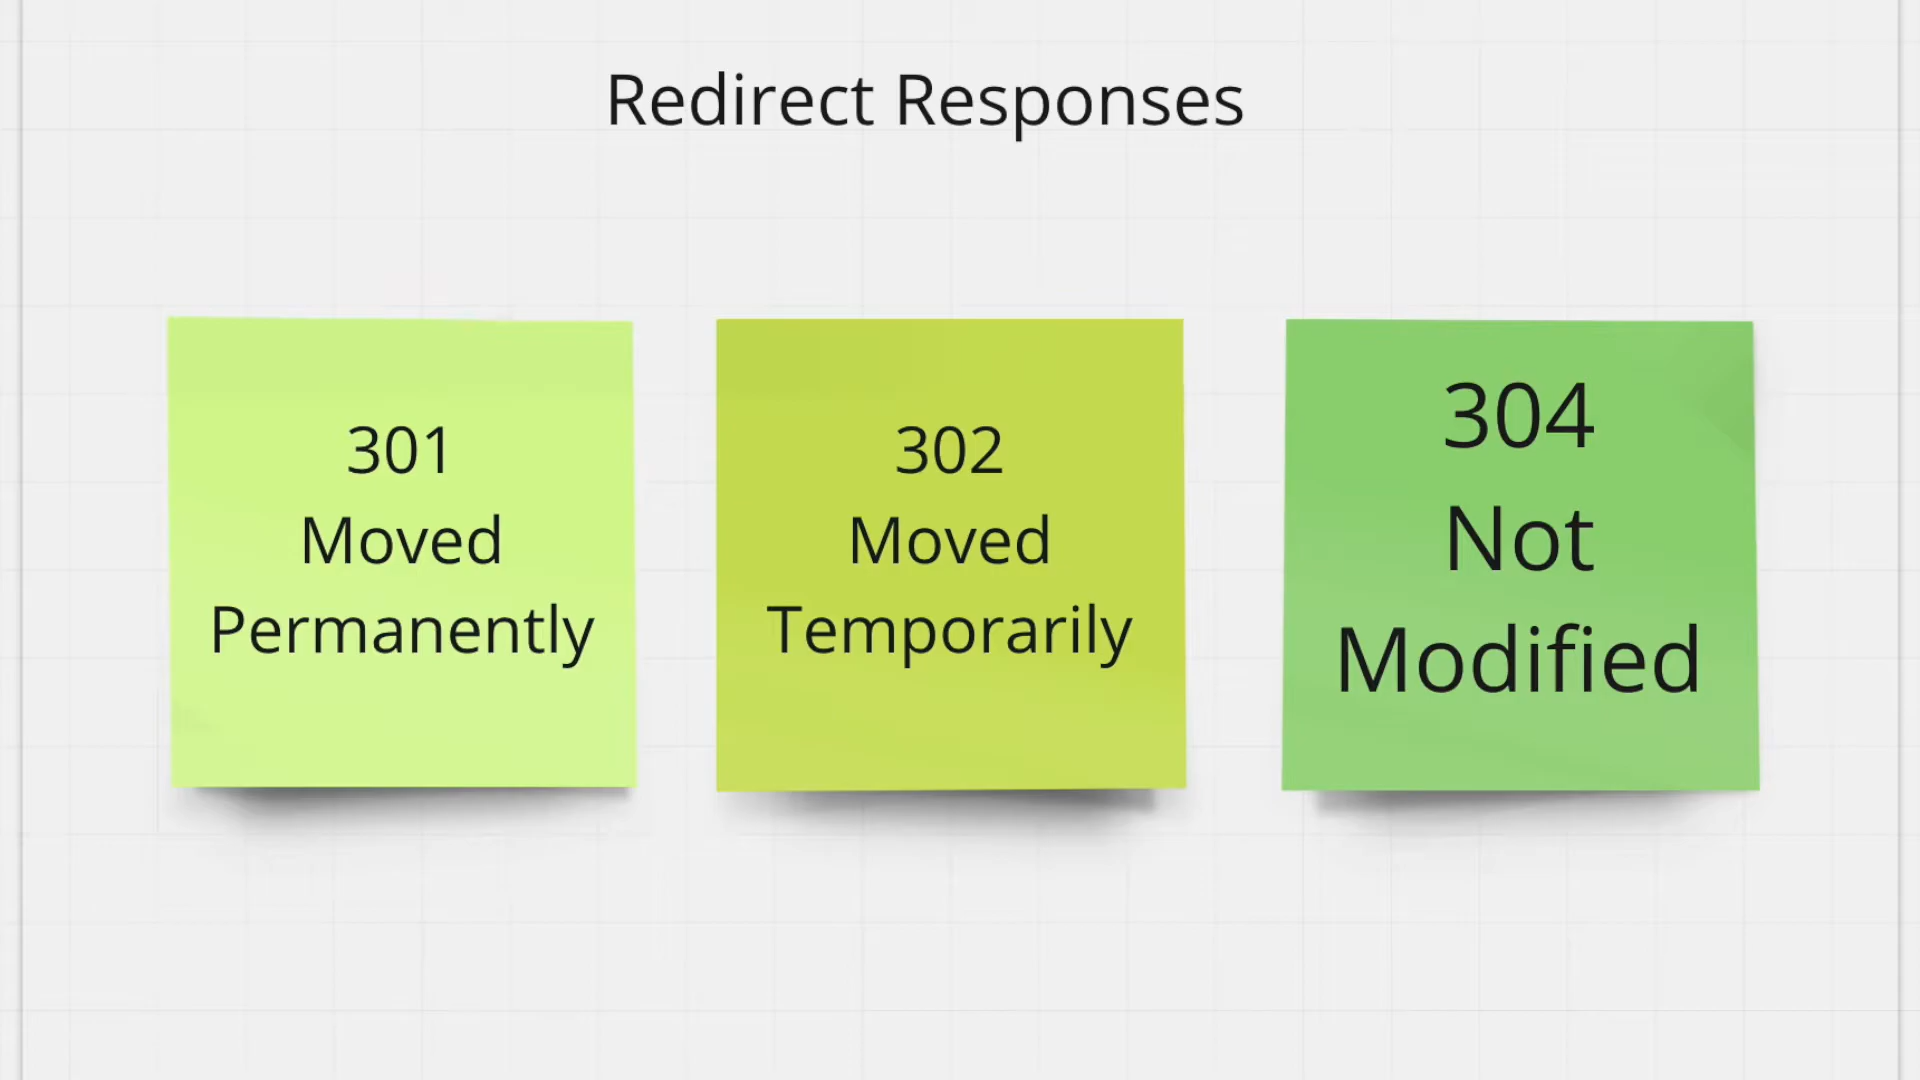 Redirect Responses
301
Moved
Permanently
302
Moved
Temporarily
304
Not
Modified